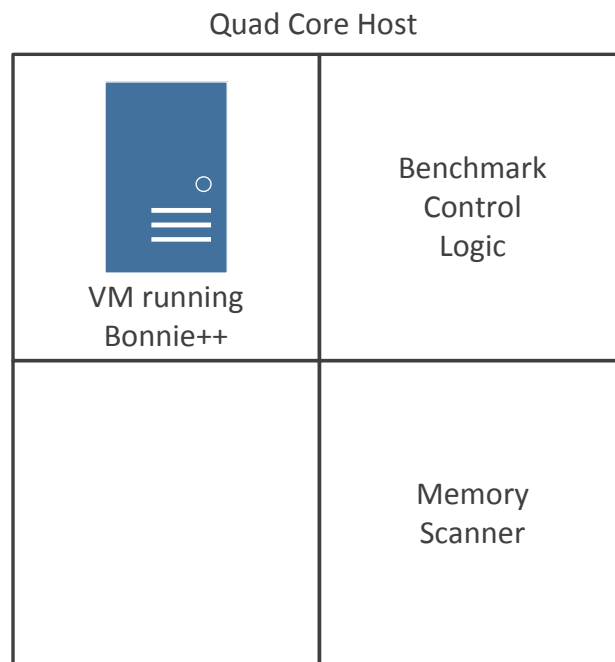 Quad Core Host
VM running
Bonnie++
Benchmark
Control
Logic
Memory
Scanner